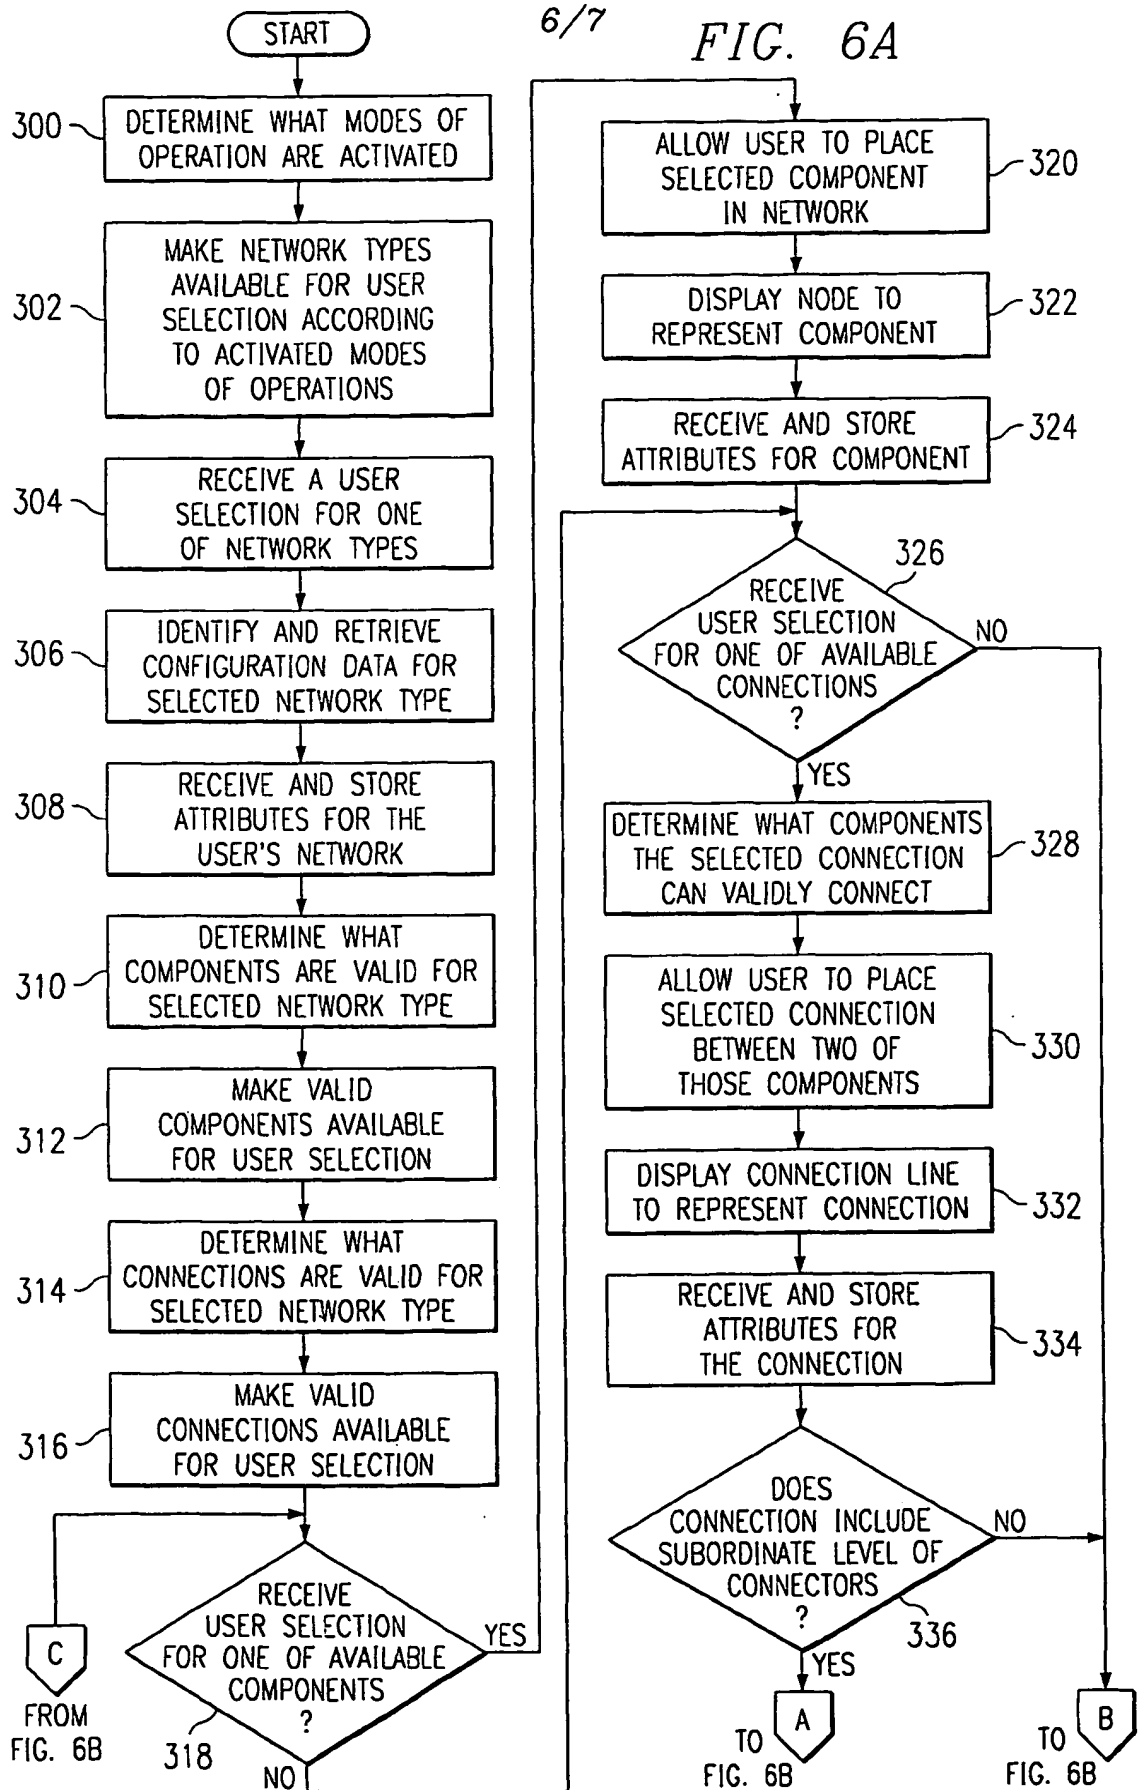 6/7
FIG. 6A
START
300
DETERMINE WHAT MODES OF
OPERATION ARE ACTIVATED
302
MAKE NETWORK TYPES
AVAILABLE FOR USER
SELECTION ACCORDING
TO ACTIVATED MODES
OF OPERATIONS
304
RECEIVE A USER
SELECTION FOR ONE
OF NETWORK TYPES
306
IDENTIFY AND RETRIEVE
CONFIGURATION DATA FOR
SELECTED NETWORK TYPE
308
RECEIVE AND STORE
ATTRIBUTES FOR THE
USER'S NETWORK
310
DETERMINE WHAT
COMPONENTS ARE VALID FOR
SELECTED NETWORK TYPE
312
MAKE VALID
COMPONENTS AVAILABLE
FOR USER SELECTION
314
DETERMINE WHAT
CONNECTIONS ARE VALID FOR
SELECTED NETWORK TYPE
316
MAKE VALID
CONNECTIONS AVAILABLE
FOR USER SELECTION
C
FROM
FIG. 6B
RECEIVE
USER SELECTION
FOR ONE OF AVAILABLE
COMPONENTS
?
318
YES
NO
ALLOW USER TO PLACE
SELECTED COMPONENT
IN NETWORK
320
DISPLAY NODE TO
REPRESENT COMPONENT
322
RECEIVE AND STORE
ATTRIBUTES FOR COMPONENT
324
RECEIVE
USER SELECTION
FOR ONE OF AVAILABLE
CONNECTIONS
?
326
NO
YES
DETERMINE WHAT COMPONENTS
THE SELECTED CONNECTION
CAN VALIDLY CONNECT
328
ALLOW USER TO PLACE
SELECTED CONNECTION
BETWEEN TWO OF
THOSE COMPONENTS
330
DISPLAY CONNECTION LINE
TO REPRESENT CONNECTION
332
RECEIVE AND STORE
ATTRIBUTES FOR
THE CONNECTION
334
DOES
CONNECTION INCLUDE
SUBORDINATE LEVEL OF
CONNECTORS
?
336
NO
YES
A
TO
FIG. 6B
B
TO
FIG. 6B